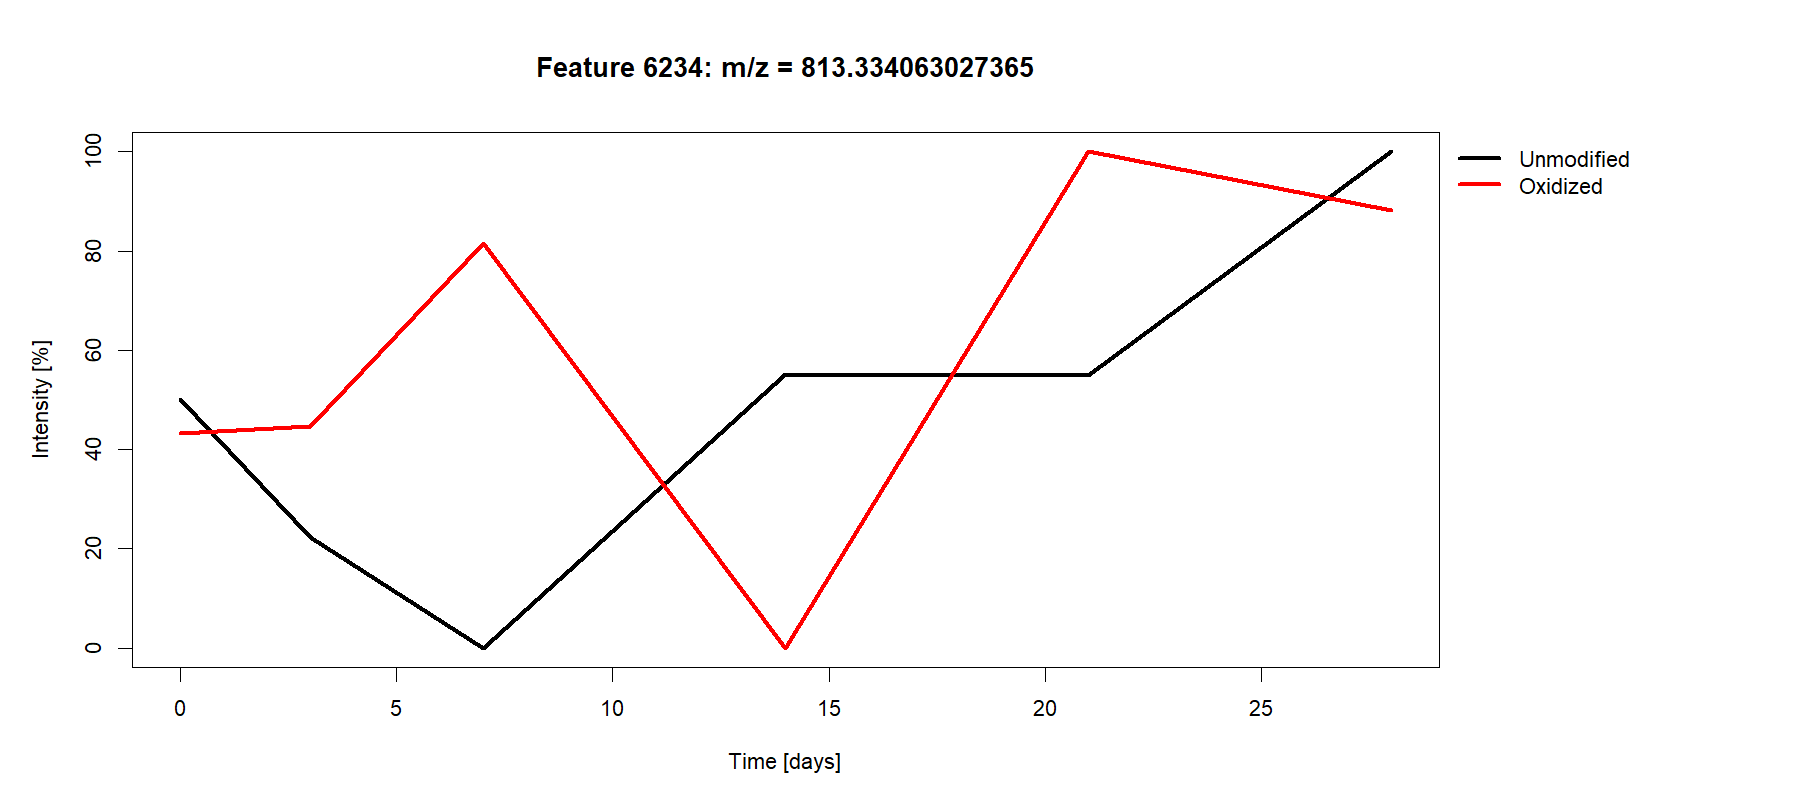 Feature 6234: m/z = 813.334063027365
Unmodified
Oxidized
Intensity [%]
100
80
60
40
20
0
0 5 10 15 20 25
Time [days]